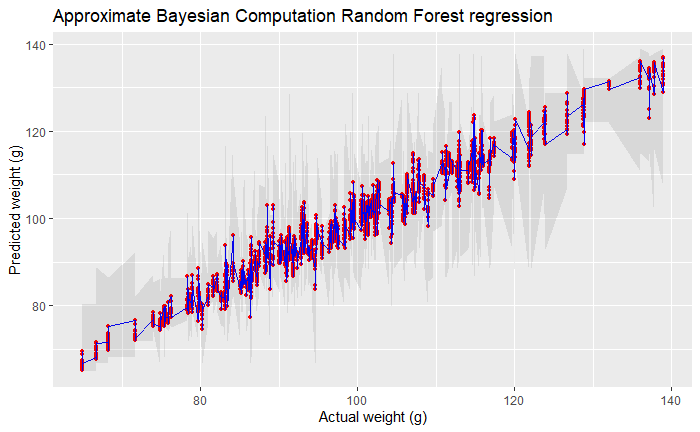 Approximate Bayesian Computation Random Forest regression
140
120
100
80
Predicted weight (g)
80 100 120 140
Actual weight (g)